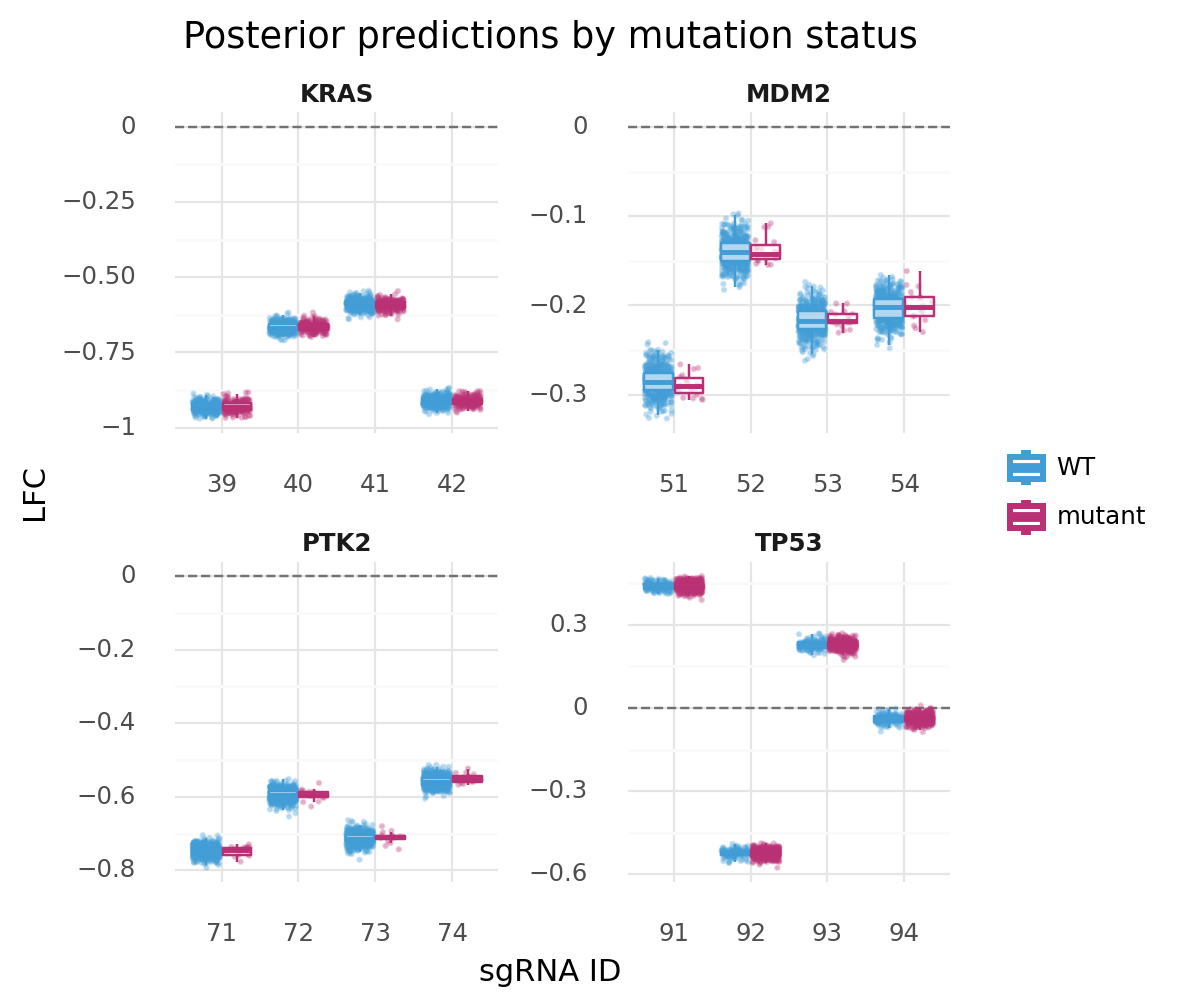 Posterior predictions by mutation status
KRAS
MDM2
0
−0.25
−0.50
−0.75
−1
0
−0.1
−0.2
−0.3
39 40 41 42
51 52 53 54
LFC
WT
mutant
PTK2
TP53
0
−0.2
−0.4
−0.6
−0.8
0.3
0
−0.3
−0.6
71 72 73 74
91 92 93 94
sgRNA ID